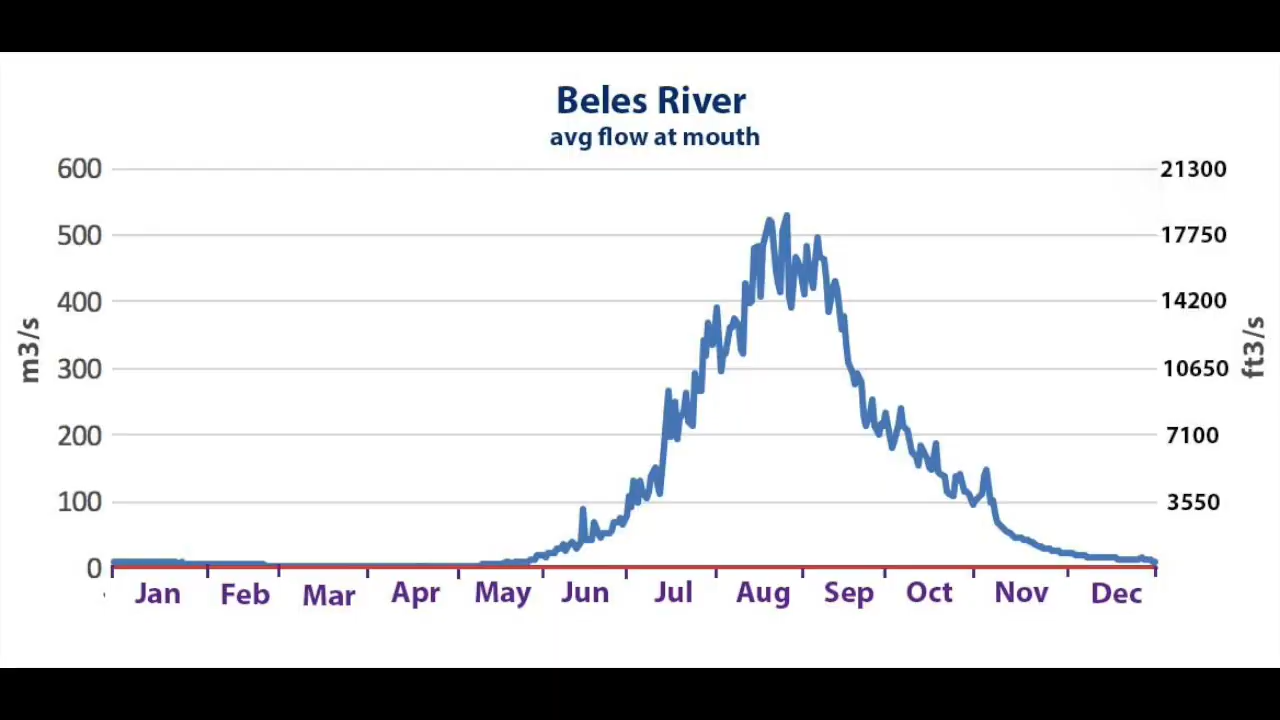 Beles River
avg flow at mouth
600
21300
500
17750
400
14200
300
10650
200
7100
100
3550
0
m3/s
ft3/s
Jan Feb Mar Apr May Jun Jul Aug Sep Oct Nov Dec